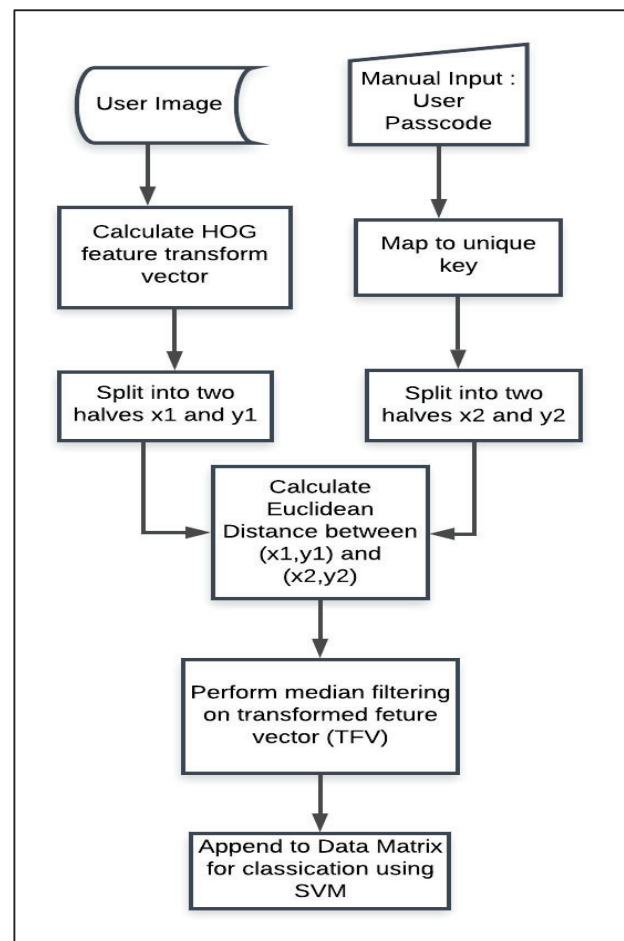 User Image
Manual Input :
User
Passcode
Calculate HOG
feature transform
vector
Map to unique
key
Split into two
halves x1 and y1
Split into two
halves x2 and y2
Calculate
Euclidean
Distance between
(x1,y1) and
(x2,y2)
Perform median filtering
on transformed feture
vector (TFV)
Append to Data Matrix
for classication using
SVM